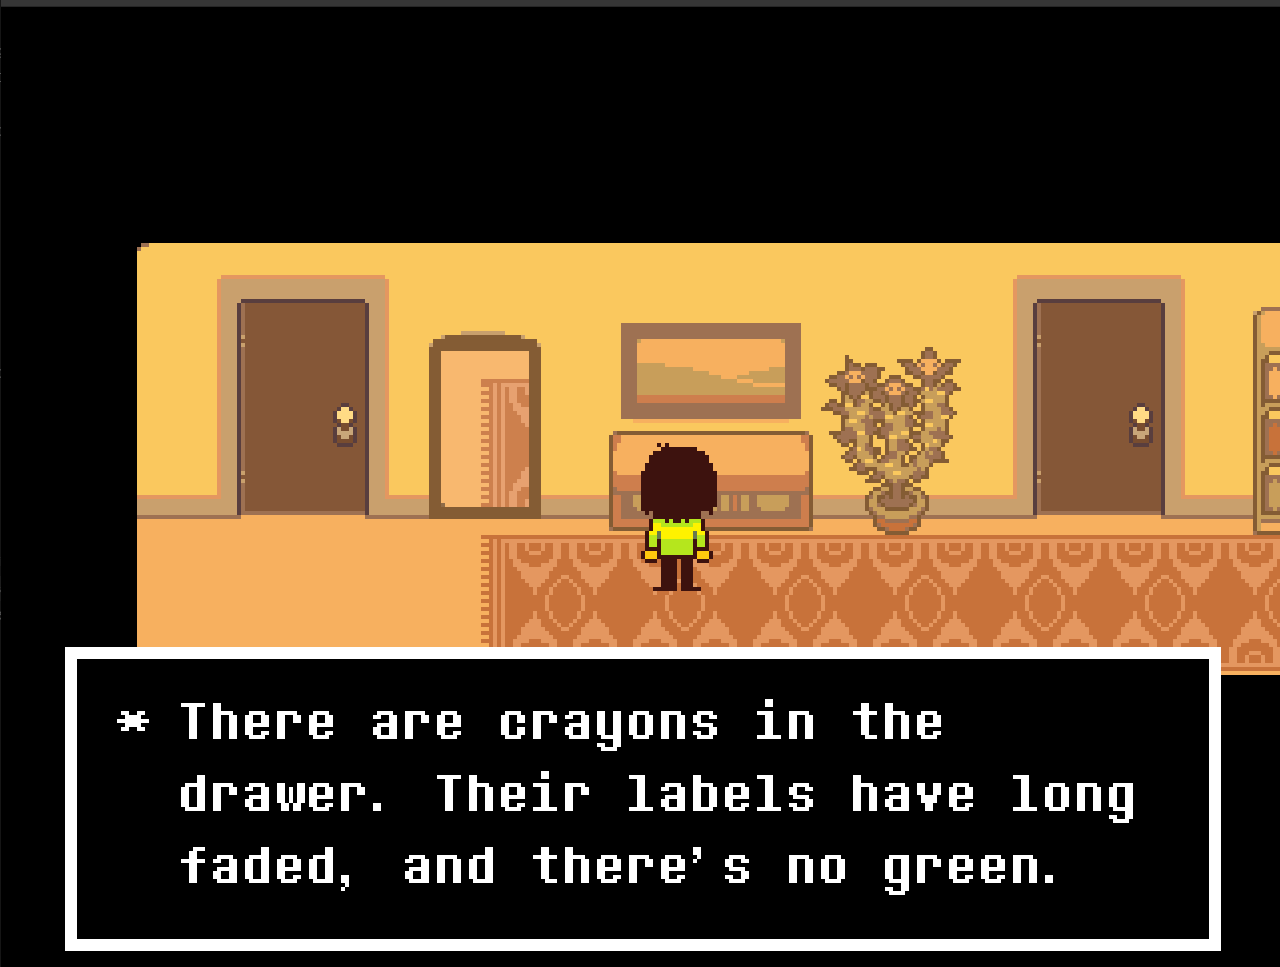 * There are crayons in the
drawer. Their labels have long
faded, and there's no green.